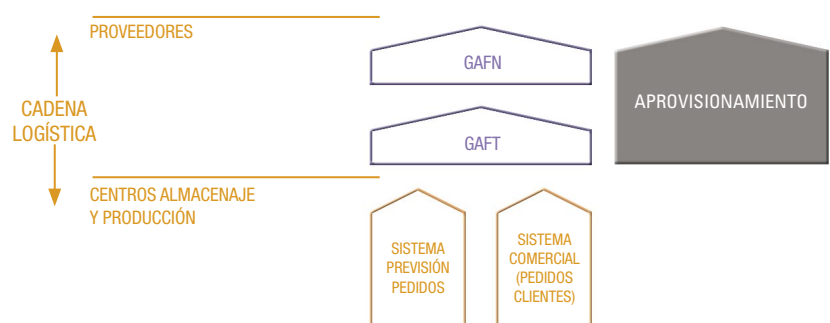 PROVEEDORES
GAFN
APROVISIONAMIENTO
CADENA
LOGÍSTICA
GAFT
CENTROS ALMACENAJE
Y PRODUCCIÓN
SISTEMA
PREVISIÓN
PEDIDOS
SISTEMA
COMERCIAL
(PEDIDOS
CLIENTES)